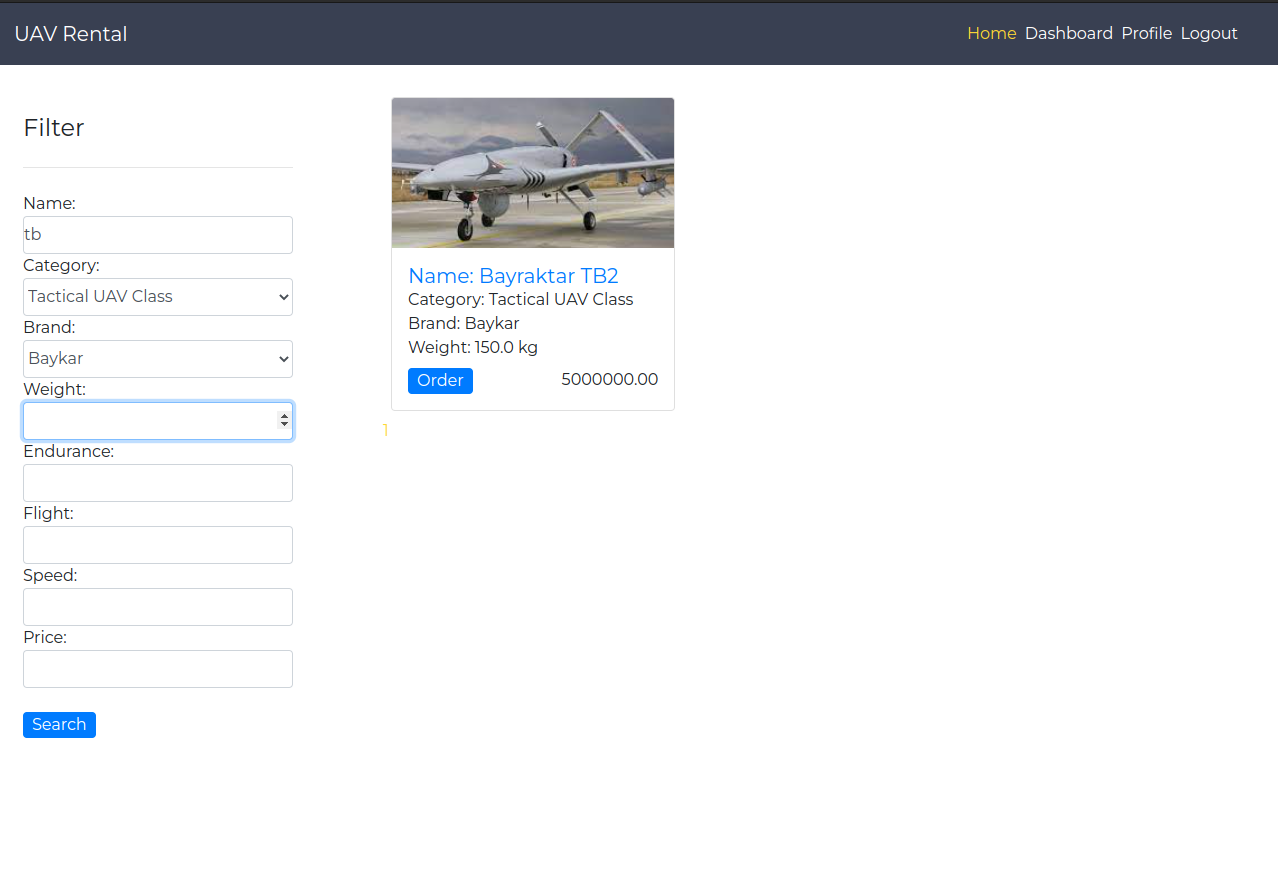 UAV Rental
Home Dashboard Profile Logout
Filter
Name:
tb
Category:
Tactical UAV Class
Brand:
Baykar
Weight:
Endurance:
Flight:
Speed:
Price:
Search
Name: Bayraktar TB2
Category: Tactical UAV Class
Brand: Baykar
Weight: 150.0 kg
Order 5000000.00
1